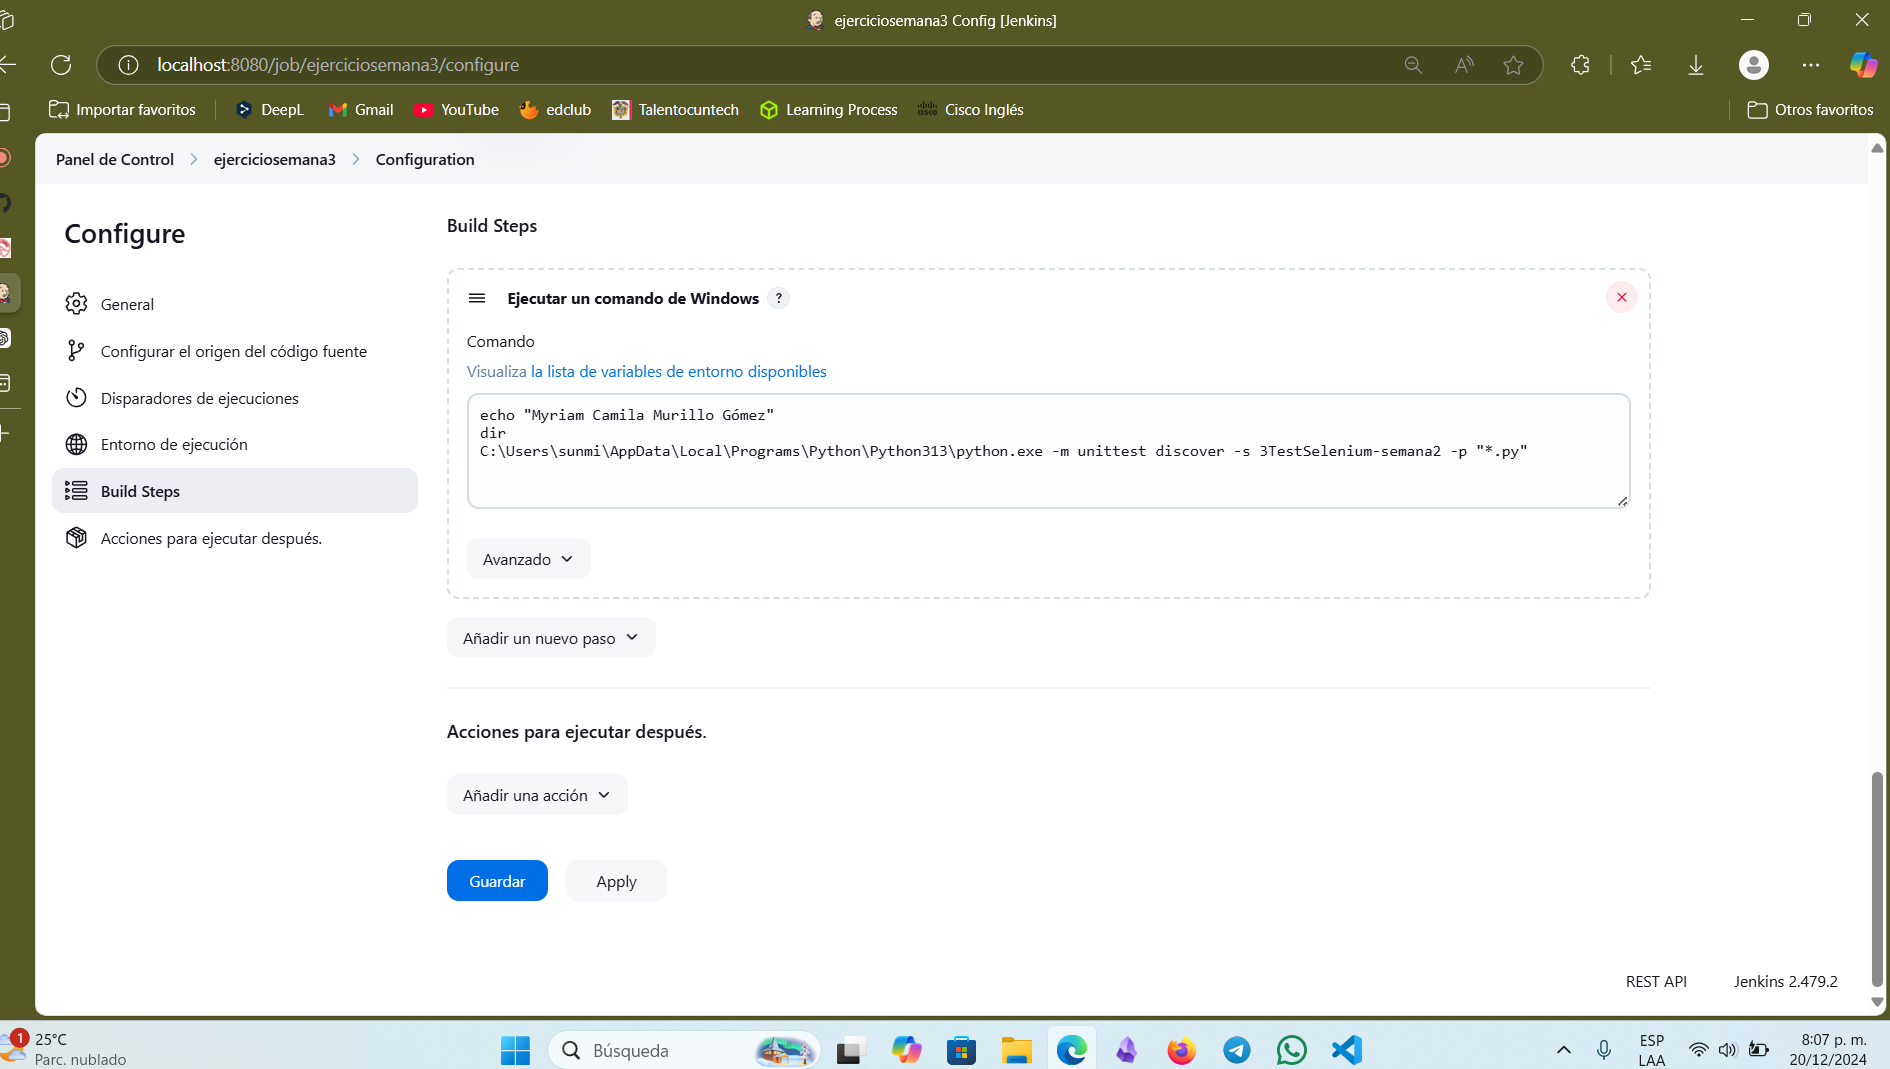 ejerciciosemana3 Config [Jenkins]
localhost:8080/job/ejerciciosemana3/configure
Importar favoritos
DeepL
Gmail
YouTube
edclub
Talentocuntech
Learning Process
Cisco Inglés
Otros favoritos
Panel de Control
ejerciciosemana3
Configuration
Configure
General
Configurar el origen del código fuente
Disparadores de ejecuciones
Entorno de ejecución
Build Steps
Acciones para ejecutar después.
Build Steps
Ejecutar un comando de Windows ?
Comando
Visualiza la lista de variables de entorno disponibles
echo "Myriam Camila Murillo Gómez"
dir
C:\Users\sunmi\AppData\Local\Programs\Python\Python313\python.exe -m unittest discover -s 3TestSelenium-semana2 -p "*.py"
Avanzado
Añadir un nuevo paso
Acciones para ejecutar después.
Añadir una acción
Guardar
Apply
REST API
Jenkins 2.479.2
1
25°C
Parc. nublado
Búsqueda
ESP
LAA
8:07 p. m.
20/12/2024